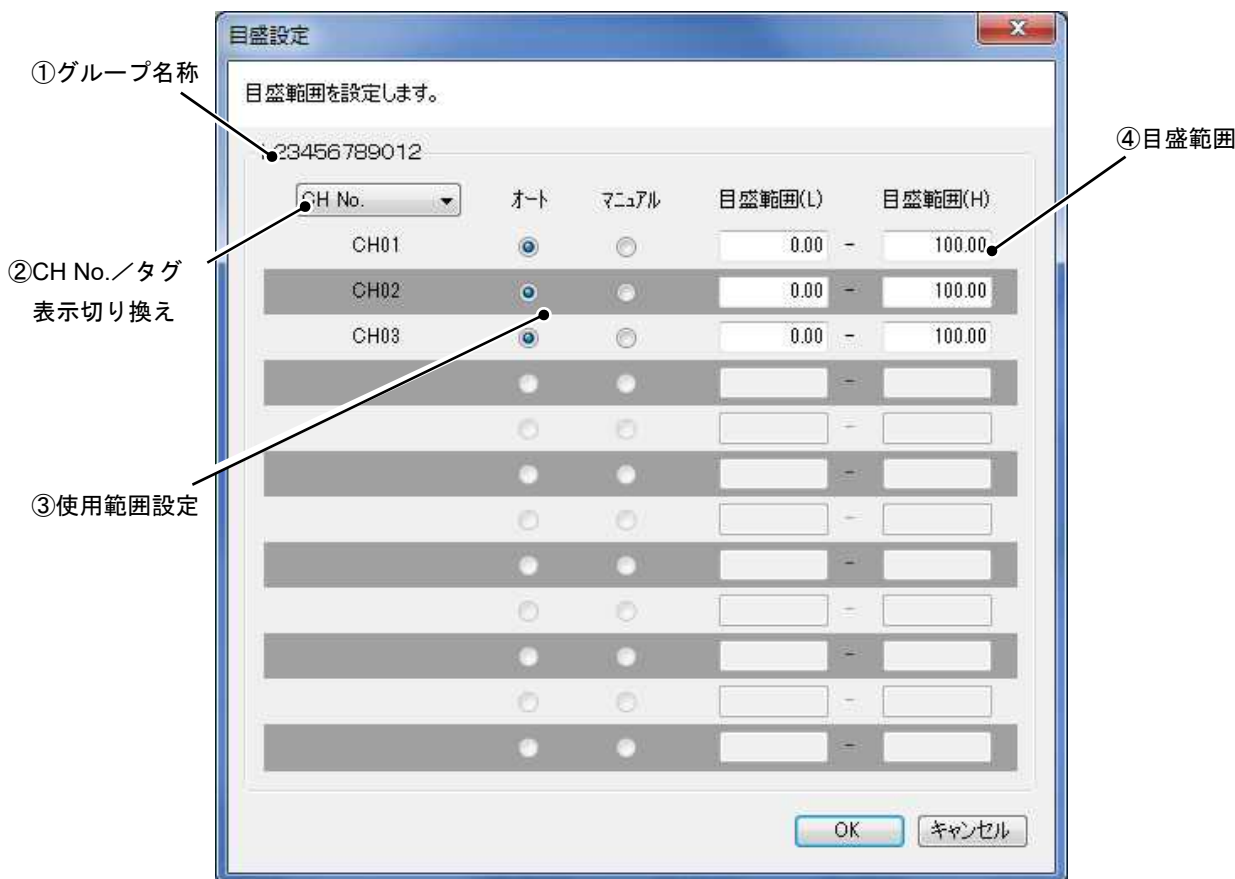 目盛設定
①グループ名称
目盛範囲を設定します。
123456789012
④目盛範囲
CH No.
オート
マニュアル
目盛範囲(L)
目盛範囲(H)
②CH No.／タグ
表示切り換え
CH01 0.00 - 100.00
CH02 0.00 - 100.00
CH03 0.00 - 100.00
-
-
-
-
-
-
-
-
-
③使用範囲設定
OK
キャンセル